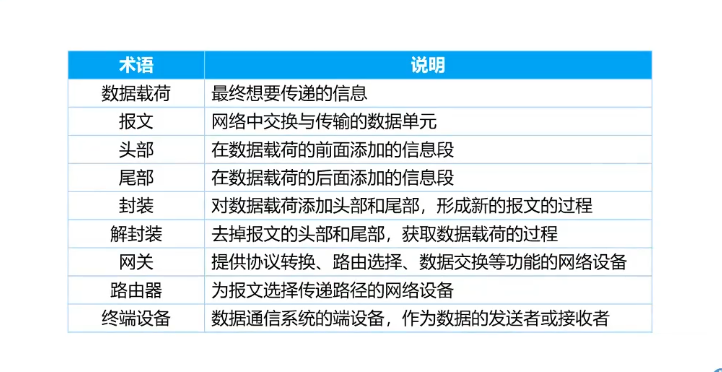 术语 说明
数据载荷 最终想要传递的信息
报文 网络中交换与传输的数据单元
头部 在数据载荷的前面添加的信息段
尾部 在数据载荷的后面添加的信息段
封装 对数据载荷添加头部和尾部，形成新的报文的过程
解封装 去掉报文的头部和尾部，获取数据载荷的过程
网关 提供协议转换、路由选择、数据交换等功能的网络设备
路由器 为报文选择传递路径的网络设备
终端设备 数据通信系统的端设备，作为数据的发送者或接收者